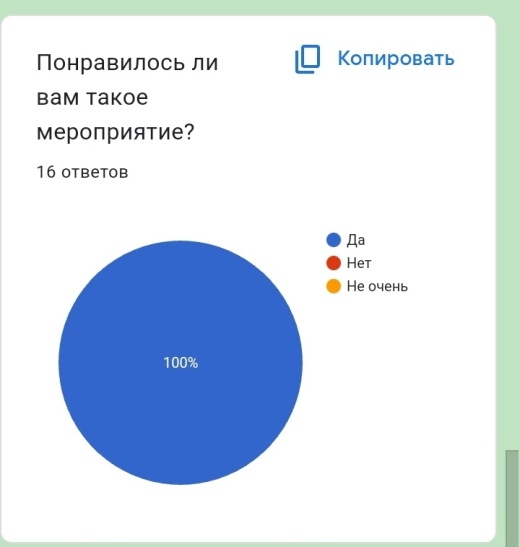 Понравилось ли
вам такое
мероприятие?
Копировать
16 ответов
Да
Нет
Не очень
100%